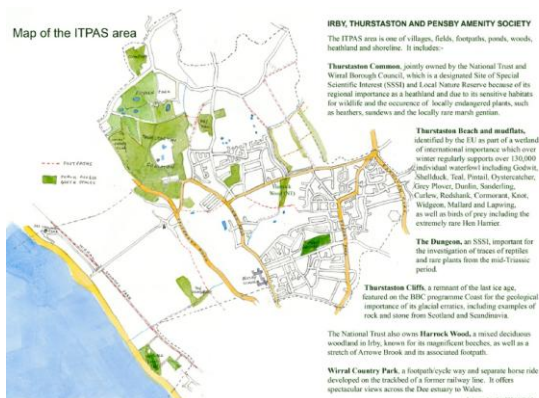 Map of the ITPAS area
IRBY, THURSTASTON AND PENSBY AMENITY SOCIETY
The ITPAS area is one of villages, fields, footpaths, ponds, woods,
heathland and shoreline. It includes:-
Thurstaston Common, jointly owned by the National Trust and
Wirral Borough Council, which is a designated Site of Special
Scientific Interest (SSSI) and Local Nature Reserve because of its
regional importance as a heathland and due to its sensitive habitats
for wildlife and the occurence of locally endangered plants, such
as heathers, sundews and the locally rare marsh gentian.
Thurstaston Beach and mudflats,
identified by the EU as part of a wetland
of international importance which over
winter regularly supports over 130,000
individual waterfowl including Godwit,
Shelduck, Teal, Pintail, Oystercatcher,
Grey Plover, Dunlin, Sanderling,
Curlew, Redshank, Cormorant, Knot,
Widgeon, Mallard and Lapwing,
as well as birds of prey including the
extremely rare Hen Harrier.
The Dungeon, an SSSI, important for
the investigation of traces of reptiles
and rare plants from the mid-Triassic
period.
Thurstaston Cliffs, a remnant of the last ice age,
featured on the BBC programme Coast for the geological
importance of its glacial erratics, including examples of
rock and stone from Scotland and Scandinavia.
The National Trust also owns Harrock Wood, a mixed deciduous
woodland in Irby, known for its magnificent beeches, as well as a
stretch of Arrowe Brook and its associated footpath.
Wirral Country Park, a footpath/cycle way and separate horse ride
developed on the trackbed of a former railway line. It offers
spectacular views across the Dee estuary to Wales.
FOOTPATHS
PUBLIC ACCESS
GREEN SPACES
Harrock
Wood (NT)